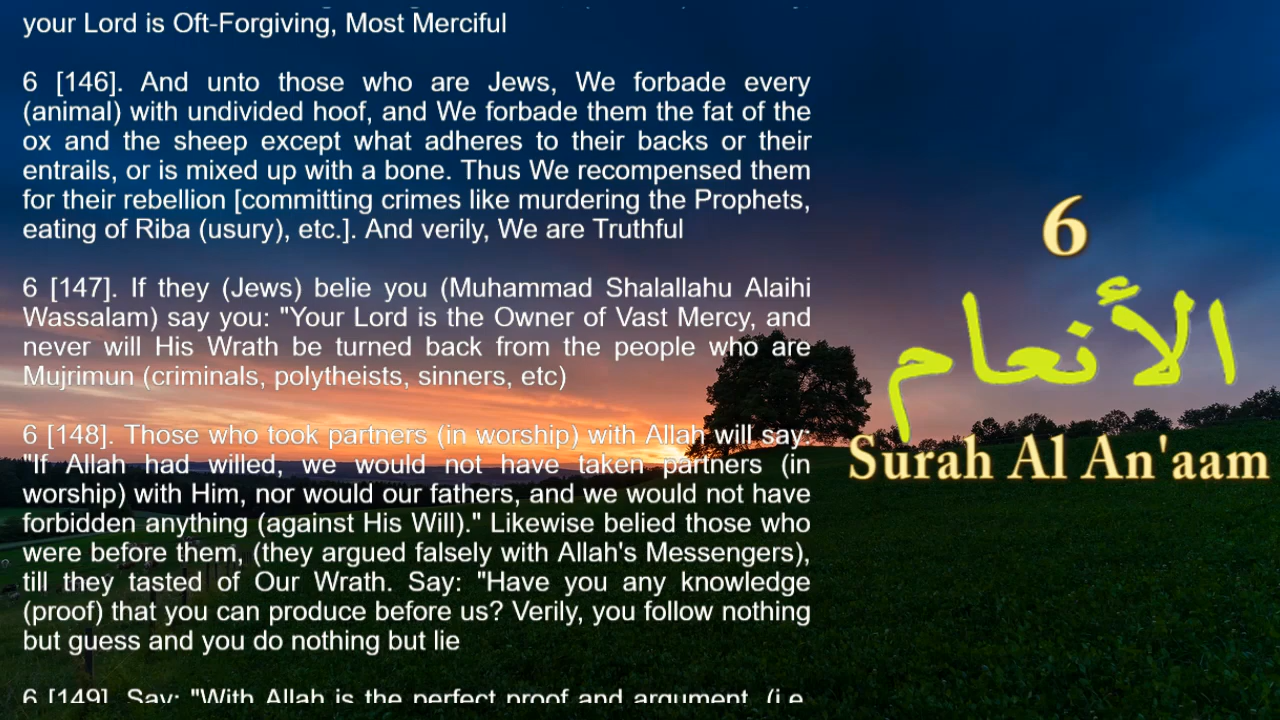 your Lord is Oft-Forgiving, Most Merciful
6 [146]. And unto those who are Jews, We forbade every
(animal) with undivided hoof, and We forbade them the fat of the
ox and the sheep except what adheres to their backs or their
entrails, or is mixed up with a bone. Thus We recompensed them
for their rebellion [committing crimes like murdering the Prophets,
eating of Riba (usury), etc.]. And verily, We are Truthful
6 [147]. If they (Jews) belie you (Muhammad Shalallahu Alaihi
Wassalam) say you: "Your Lord is the Owner of Vast Mercy, and
never will His Wrath be turned back from the people who are
Mujrimun (criminals, polytheists, sinners, etc)
6 [148]. Those who took partners (in worship) with Allah will say:
"If Allah had willed, we would not have taken partners (in
worship) with Him, nor would our fathers, and we would not have
forbidden anything (against His Will)." Likewise belied those who
were before them, (they argued falsely with Allah's Messengers),
till they tasted of Our Wrath. Say: "Have you any knowledge
(proof) that you can produce before us? Verily, you follow nothing
but guess and you do nothing but lie
6 [149]. Say: "With Allah is the perfect proof and argument, (i.e.
6
الأنعام
Surah Al An'aam